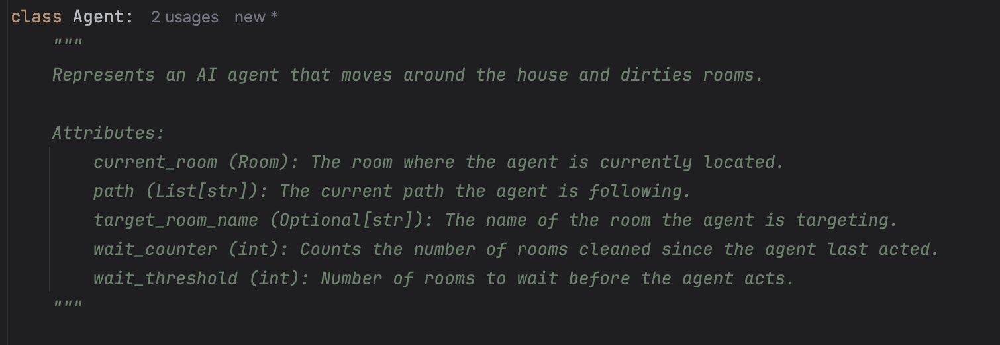 class Agent:  2 usages  new *
"""
Represents an AI agent that moves around the house and dirties rooms.
Attributes:
current_room (Room): The room where the agent is currently located.
path (List[str]): The current path the agent is following.
target_room_name (Optional[str]): The name of the room the agent is targeting.
wait_counter (int): Counts the number of rooms cleaned since the agent last acted.
wait_threshold (int): Number of rooms to wait before the agent acts.
"""